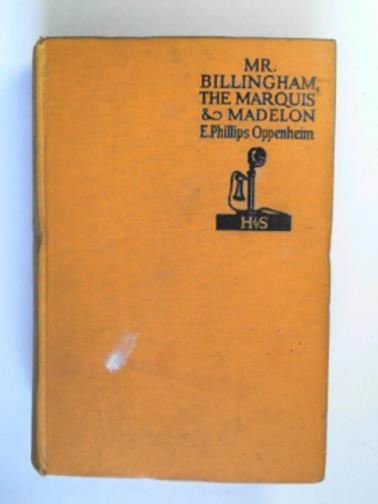 MR.
BILLINGHAM,
THE MARQUIS
& MADELON
E. Phillips Oppenheim
H&S